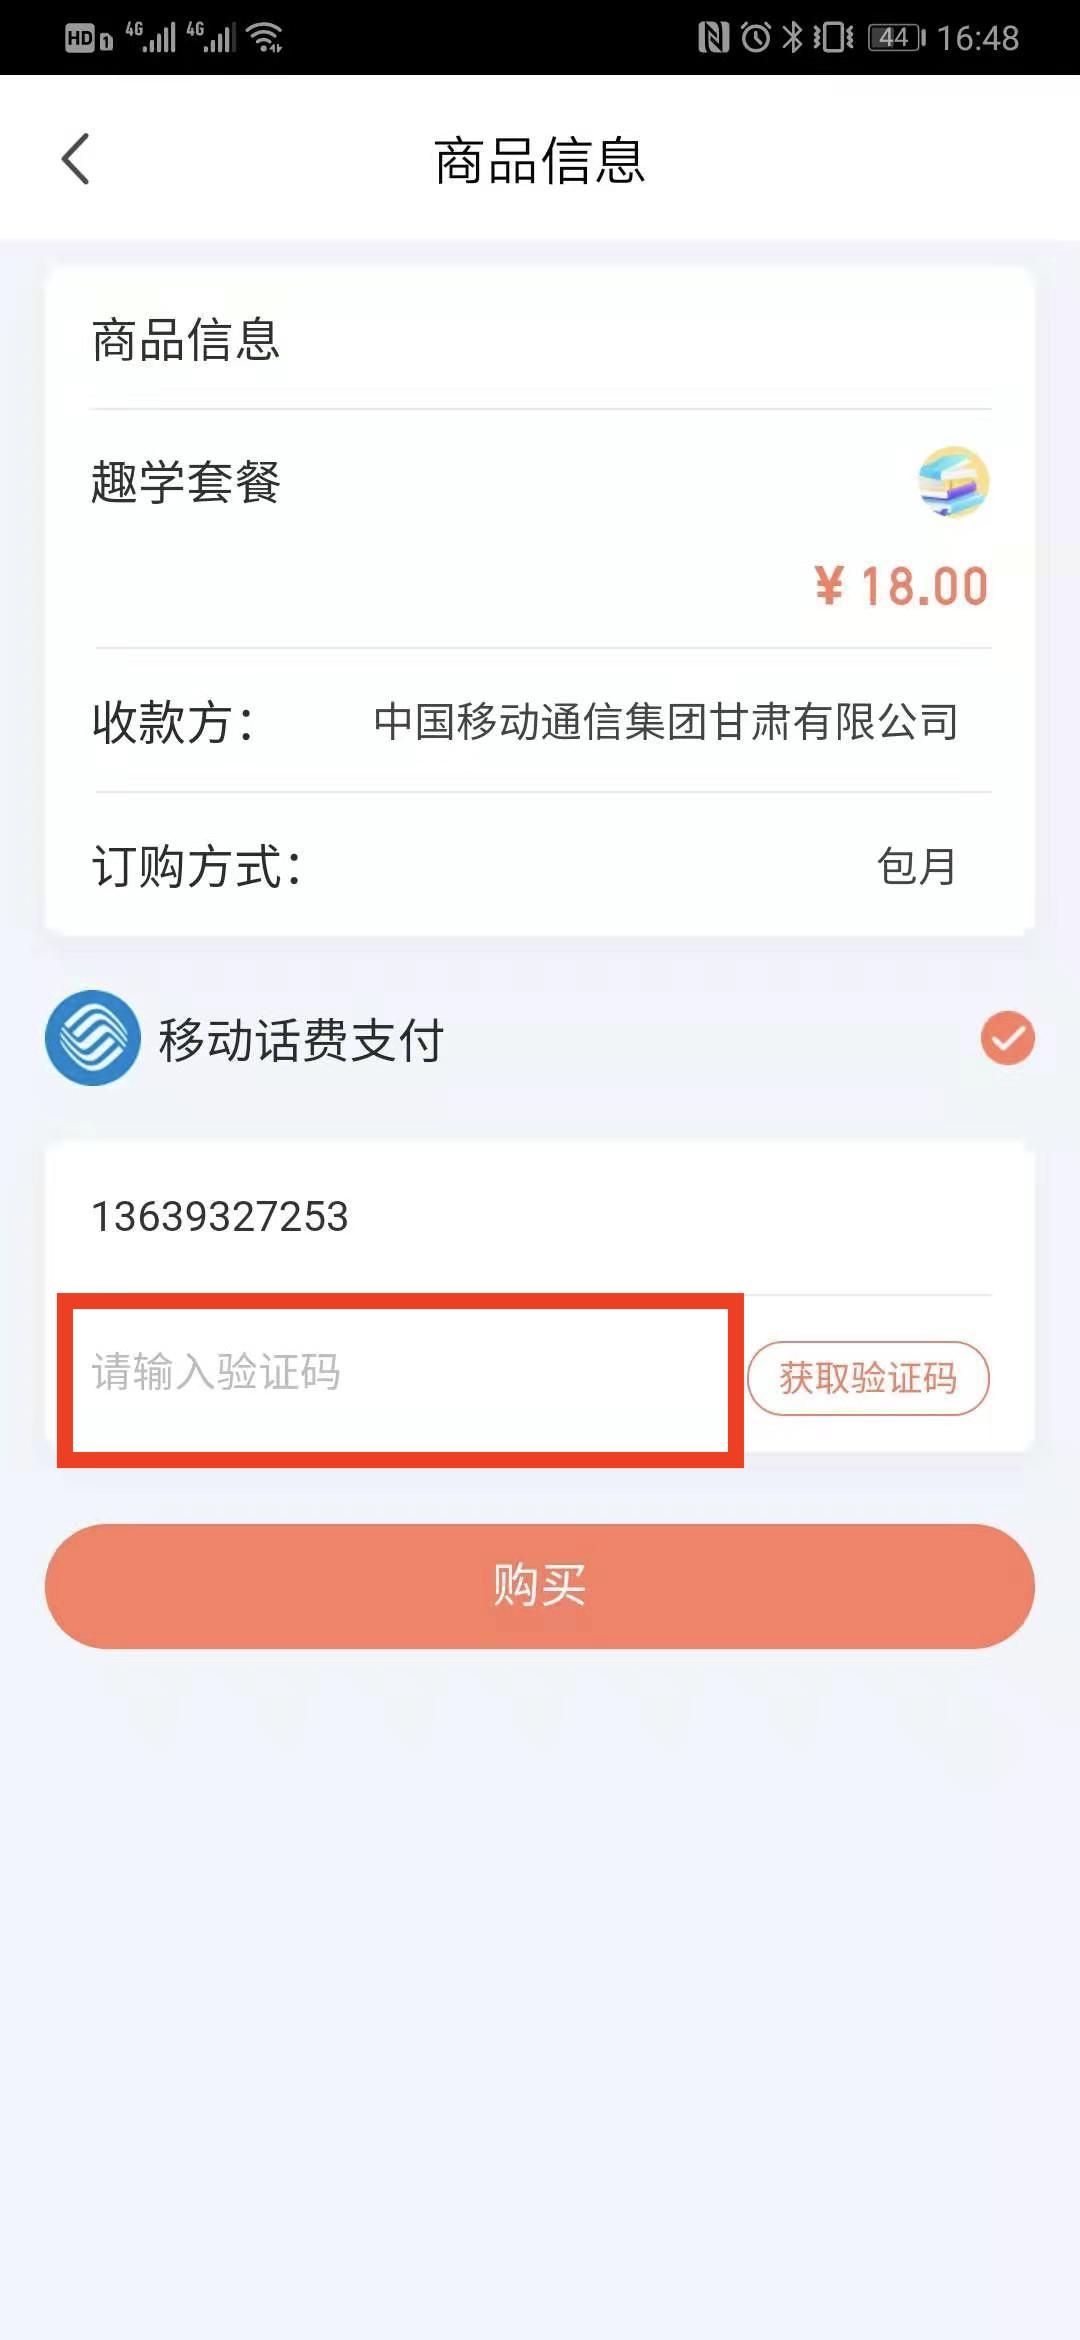 HD 1 4G 4G 44 16:48
商品信息
商品信息
趣学套餐
¥ 18.00
收款方： 中国移动通信集团甘肃有限公司
订购方式： 包月
移动话费支付
13639327253
请输入验证码 获取验证码
购买